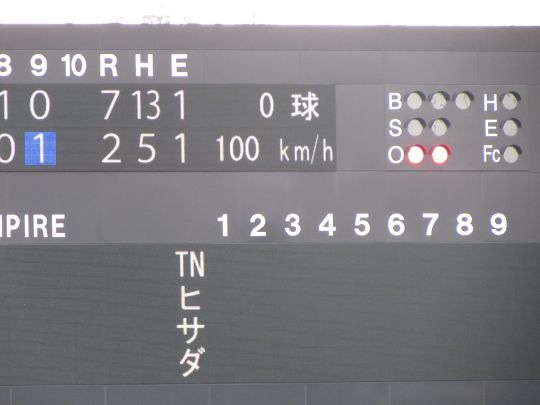 8 9 10 R H E
1 0 7 13 1 0 球 B H
0 1 2 5 1 100 km/h S E
O Fc
MPIRE 1 2 3 4 5 6 7 8 9
TN
ヒサダ